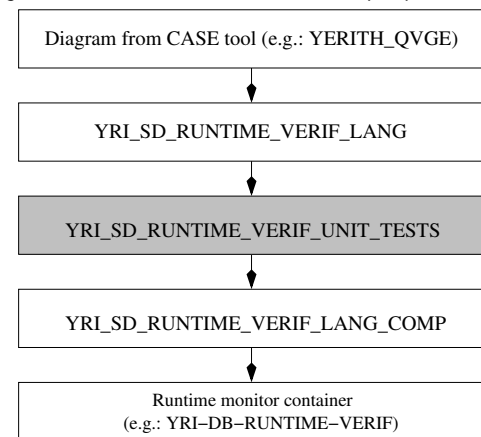 Diagram from CASE tool (e.g.: YERITH_QVGE)
YRI_SD_RUNTIME_VERIF_LANG
YRI_SD_RUNTIME_VERIF_UNIT_TESTS
YRI_SD_RUNTIME_VERIF_LANG_COMP
Runtime monitor container
(e.g.: YRI−DB−RUNTIME−VERIF)